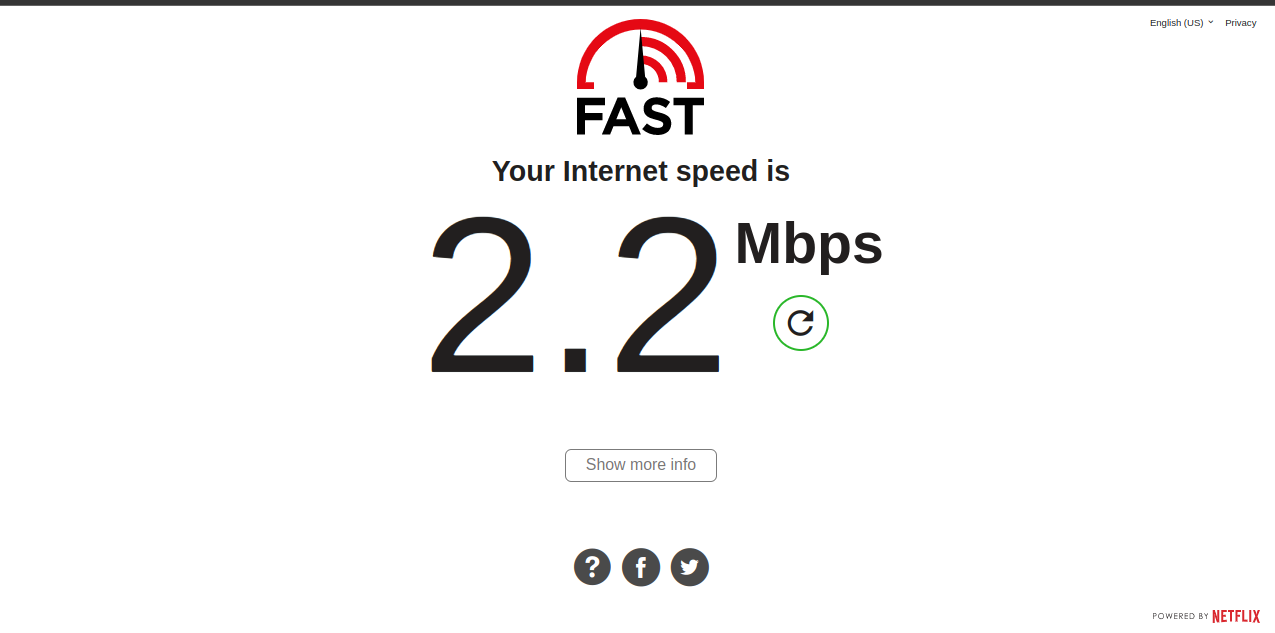 English (US) Privacy
FAST
Your Internet speed is
2.2 Mbps
Show more info
?
f
POWERED BY NETFLIX